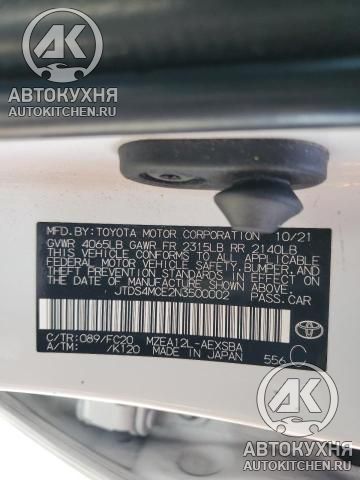 АВТОКУХНЯ
AUTOKITCHEN.RU
MFD.BY: TOYOTA MOTOR CORPORATION 10/21
GVWR 4065LB GAWR FR 2315LB RR 2140LB
THIS VEHICLE CONFORMS TO ALL APPLICABLE
FEDERAL MOTOR VEHICLE SAFETY, BUMPER, AND
THEFT PREVENTION STANDARDS IN EFFECT ON
THE DATE OF MANUFACTURE SHOWN ABOVE.
JTDS4MCE2N3500002 PASS.CAR
C/TR: 089/FC20 MZEA12L-AEXSBA
A/TM: /K120 MADE IN JAPAN 556C
TOYOTA
АВТОКУХНЯ
AUTOKITCHEN.RU